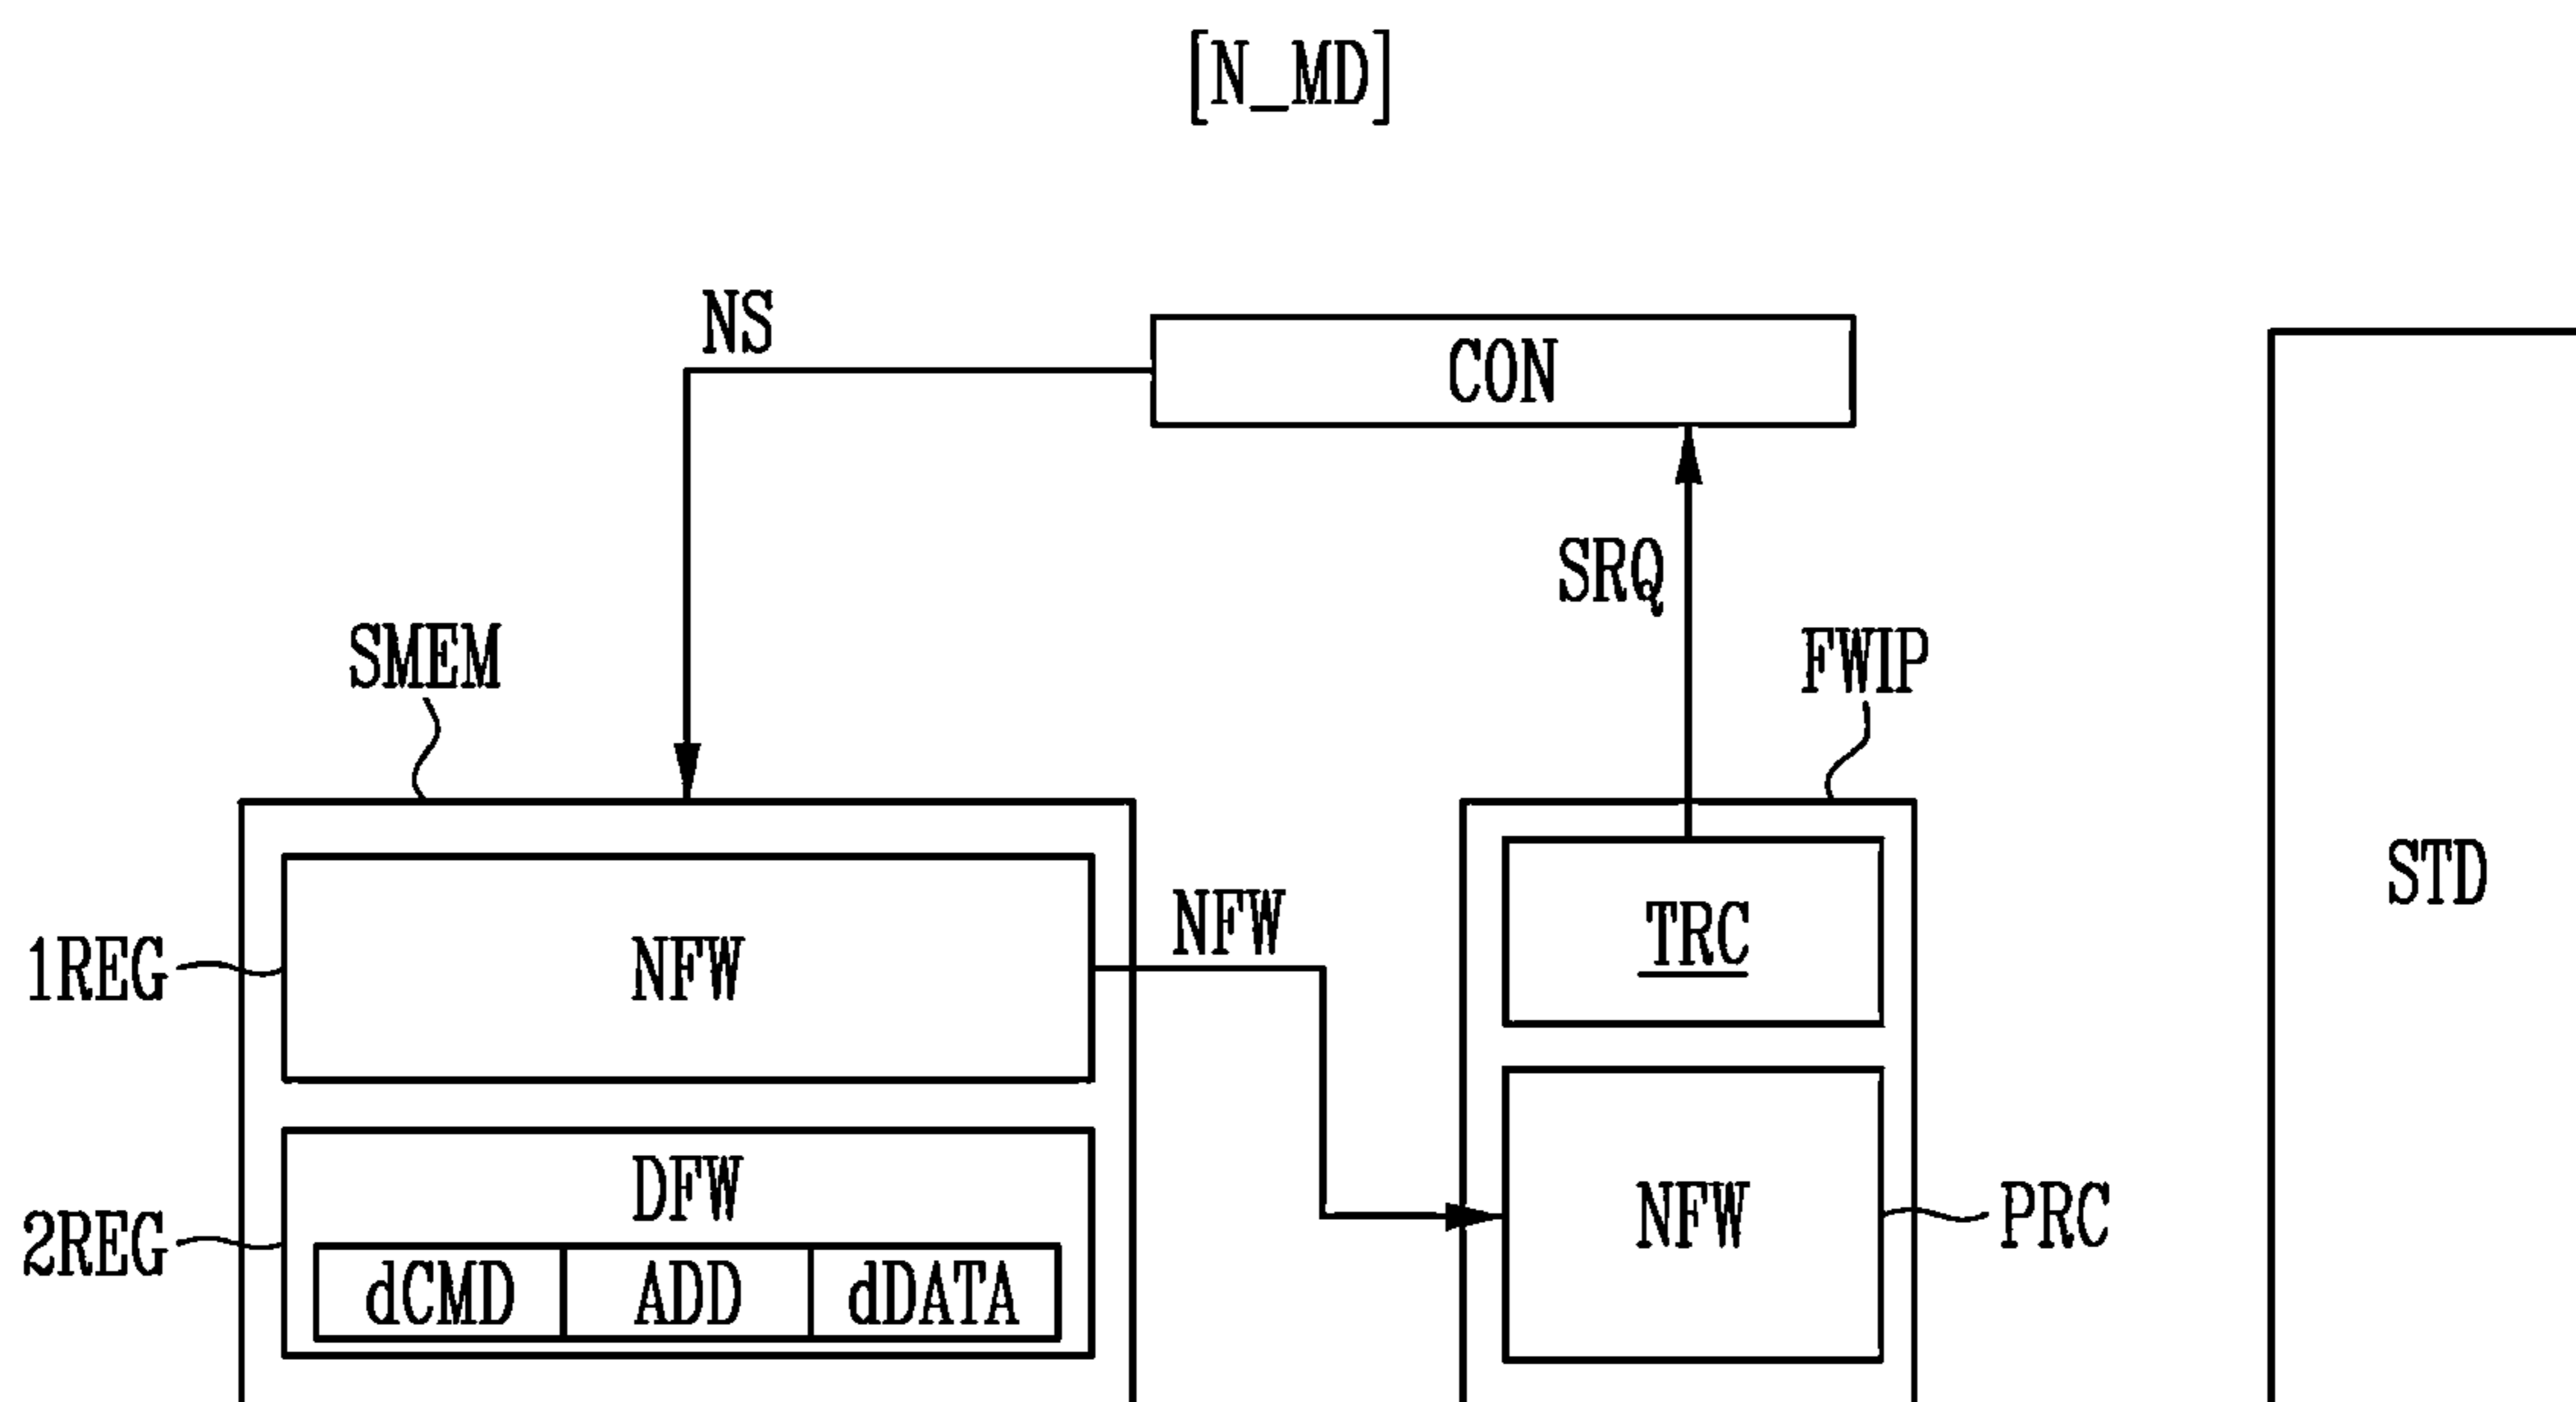 [N_MD]
NS
CON
SRQ
SMEM
FWIP
STD
NFW
TRC
1REG
NFW
DFW
NFW
PRC
2REG
dCMD ADD dDATA